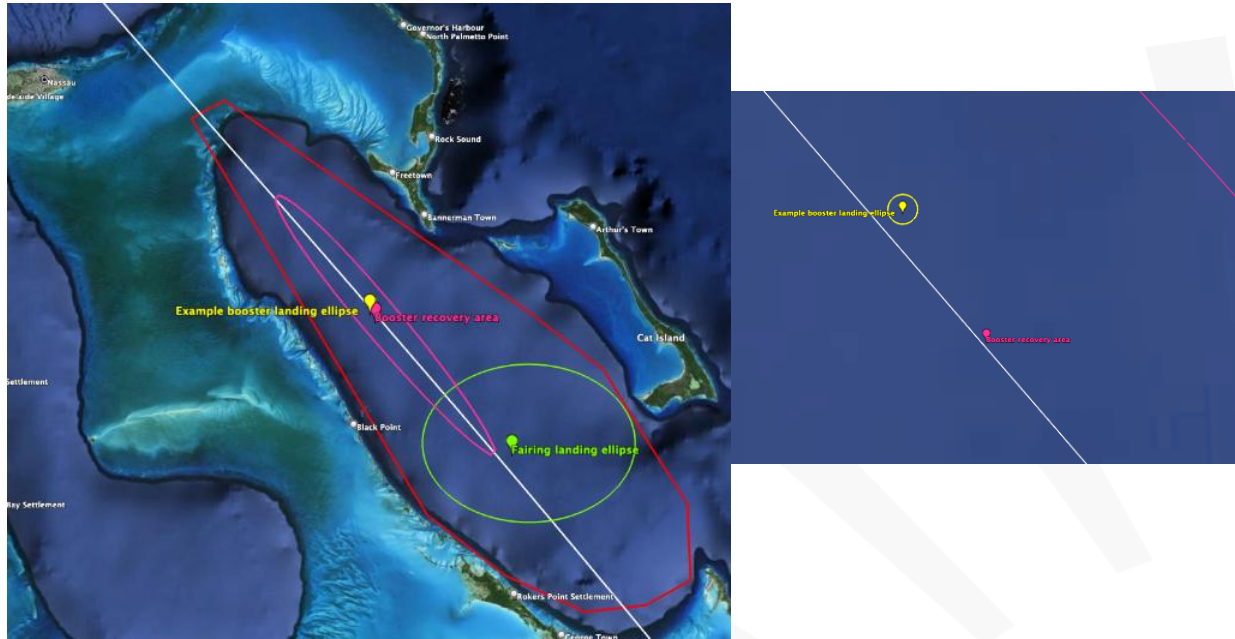 Governor's Harbour
North Palmetto Point
Nassau
delaide Village
Rock Sound
Freetown
Bannerman Town
Arthur's Town
Example booster landing ellipse
Booster recovery area
Cat Island
Settlement
Black Point
Fairing landing ellipse
Bay Settlement
Rokers Point Settlement
George Town
Example booster landing ellipse
Booster recovery area